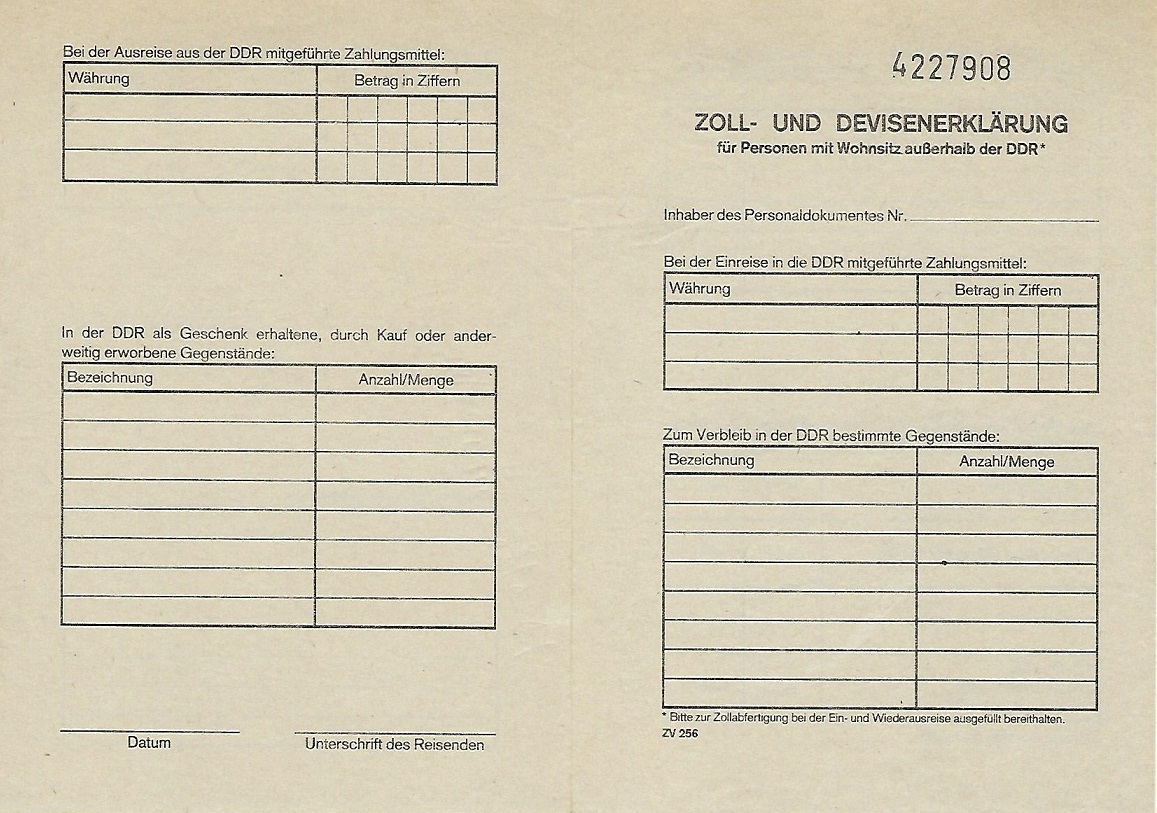 Bei der Ausreise aus der DDR mitgeführte Zahlungsmittel:
Währung Betrag in Ziffern
In der DDR als Geschenk erhaltene, durch Kauf oder ander-
weitig erworbene Gegenstände:
Bezeichnung Anzahl/Menge
Datum Unterschrift des Reisenden
4227908
ZOLL- UND DEVISENERKLÄRUNG
für Personen mit Wohnsitz außerhalb der DDR*
Inhaber des Personaldokumentes Nr.
Bei der Einreise in die DDR mitgeführte Zahlungsmittel:
Währung Betrag in Ziffern
Zum Verbleib in der DDR bestimmte Gegenstände:
Bezeichnung Anzahl/Menge
* Bitte zur Zollabfertigung bei der Ein- und Wiederausreise ausgefüllt bereithalten.
ZV 256